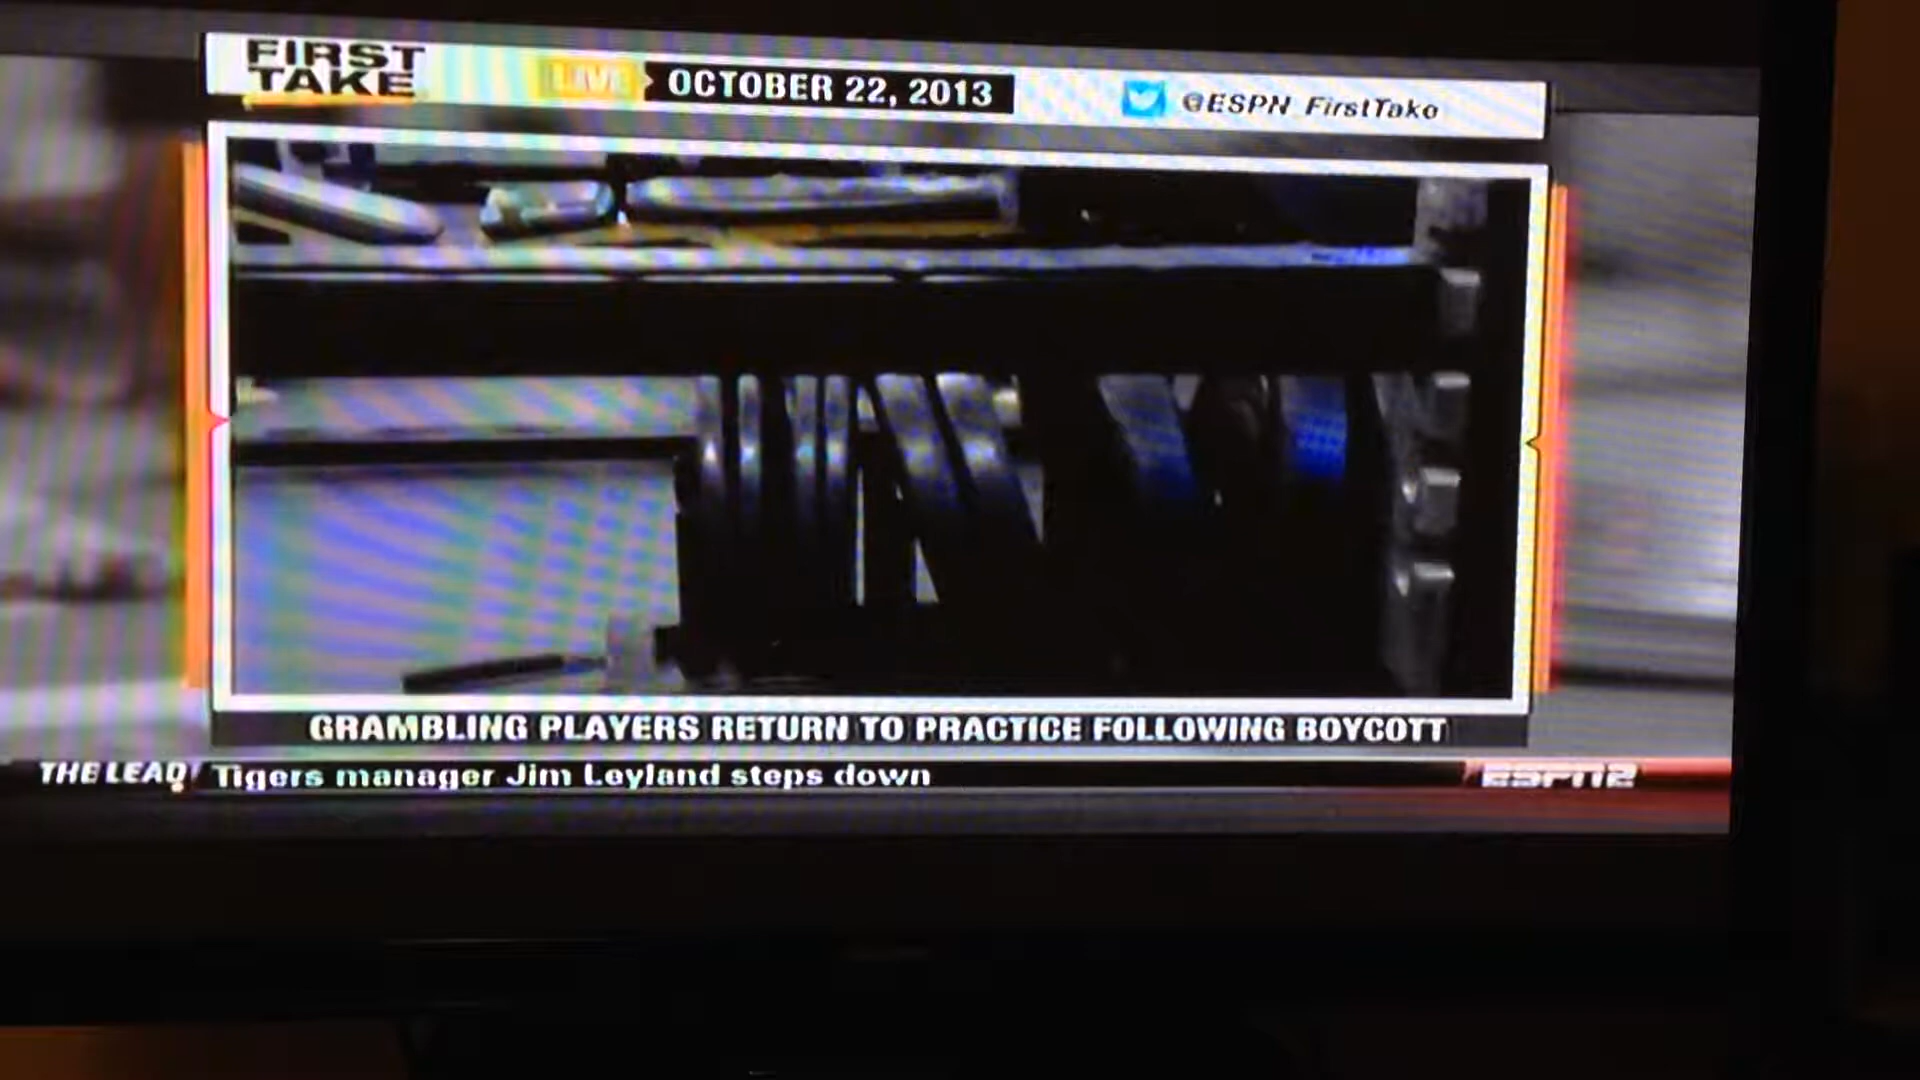 FIRST
TAKE
LIVE
OCTOBER 22, 2013
@ESPN_FirstTake
GRAMBLING PLAYERS RETURN TO PRACTICE FOLLOWING BOYCOTT
THE LEAD! Tigers manager Jim Leyland steps down
ESPN2